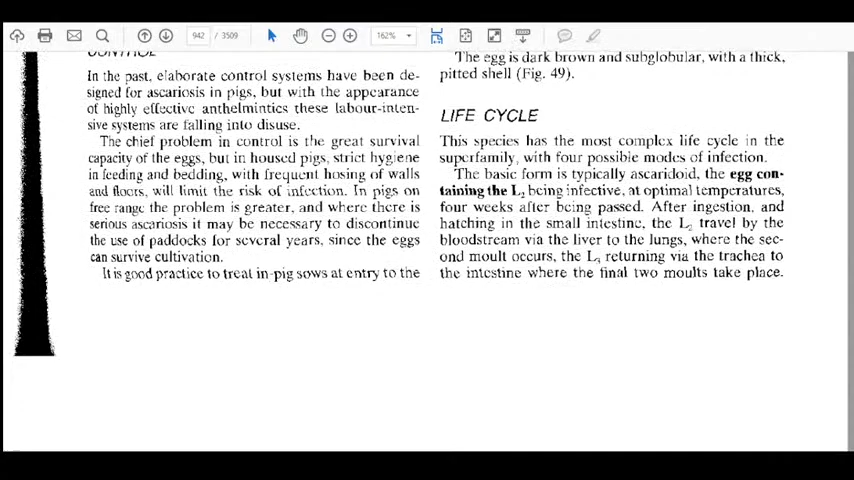 942 / 3509
162%
CONTROL
In the past, elaborate control systems have been de-
signed for ascariosis in pigs, but with the appearance
of highly effective anthelmintics these labour-inten-
sive systems are falling into disuse.
The chief problem in control is the great survival
capacity of the eggs, but in housed pigs, strict hygiene
in feeding and bedding, with frequent hosing of walls
and floors, will limit the risk of infection. In pigs on
free range the problem is greater, and where there is
serious ascariosis it may be necessary to discontinue
the use of paddocks for several years, since the eggs
can survive cultivation.
It is good practice to treat in-pig sows at entry to the
The egg is dark brown and subglobular, with a thick,
pitted shell (Fig. 49).
LIFE CYCLE
This species has the most complex life cycle in the
superfamily, with four possible modes of infection.
The basic form is typically ascaridoid, the egg con-
taining the L₂ being infective, at optimal temperatures,
four weeks after being passed. After ingestion, and
hatching in the small intestine, the L₂ travel by the
bloodstream via the liver to the lungs, where the sec-
ond moult occurs, the L₃ returning via the trachea to
the intestine where the final two moults take place.